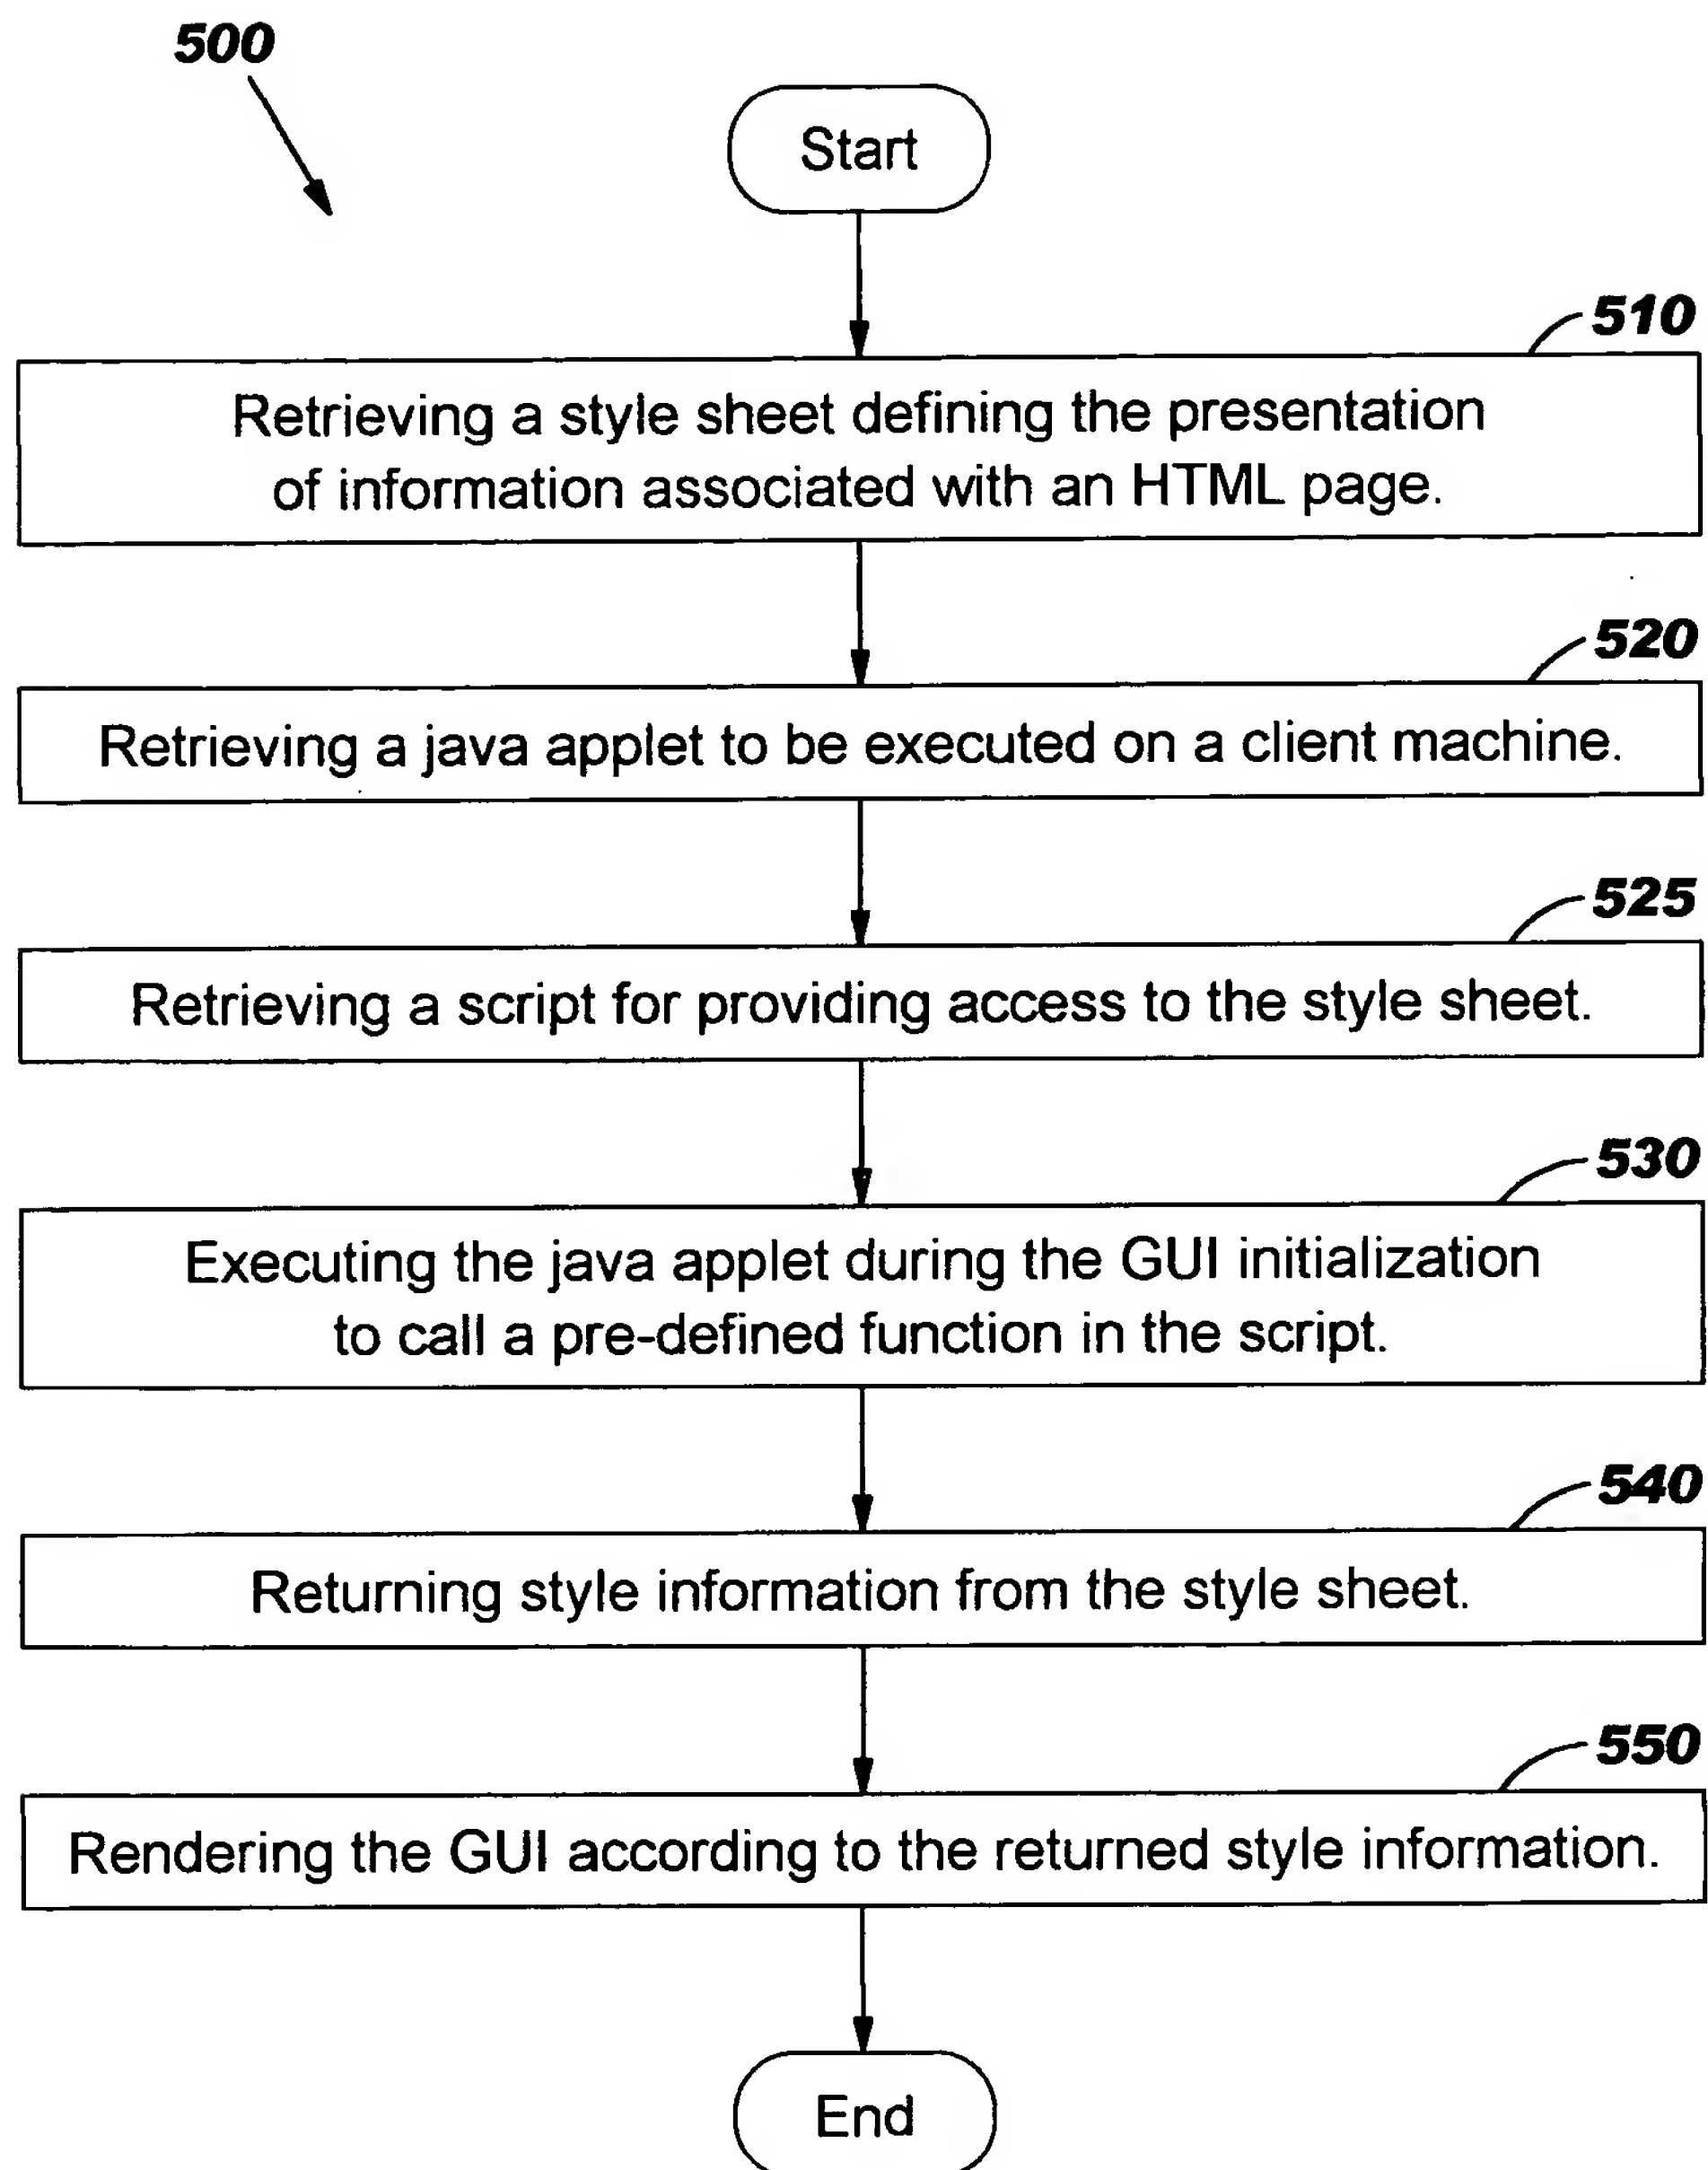 500
Start
510
Retrieving a style sheet defining the presentation
of information associated with an HTML page.
520
Retrieving a java applet to be executed on a client machine.
525
Retrieving a script for providing access to the style sheet.
530
Executing the java applet during the GUI initialization
to call a pre-defined function in the script.
540
Returning style information from the style sheet.
550
Rendering the GUI according to the returned style information.
End